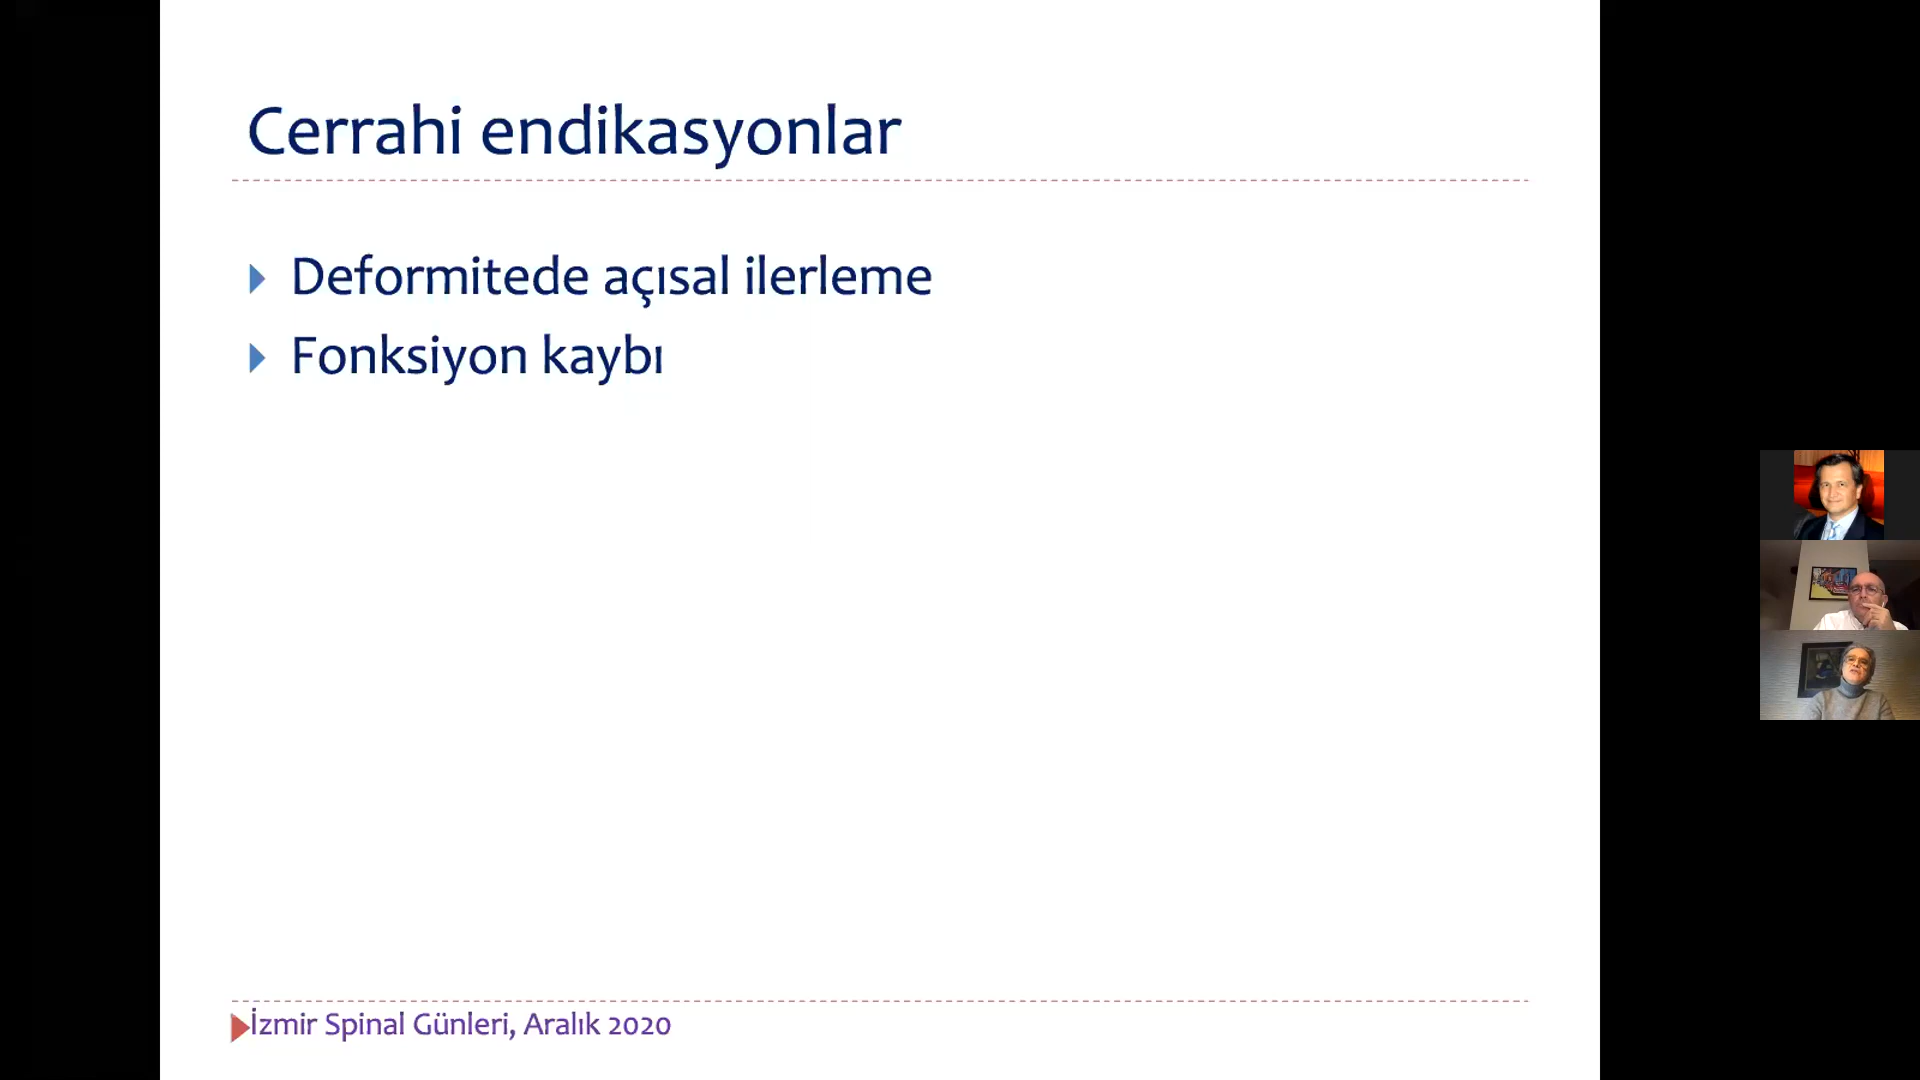 Cerrahi endikasyonlar
Deformitede açısal ilerleme
Fonksiyon kaybı
İzmir Spinal Günleri, Aralık 2020